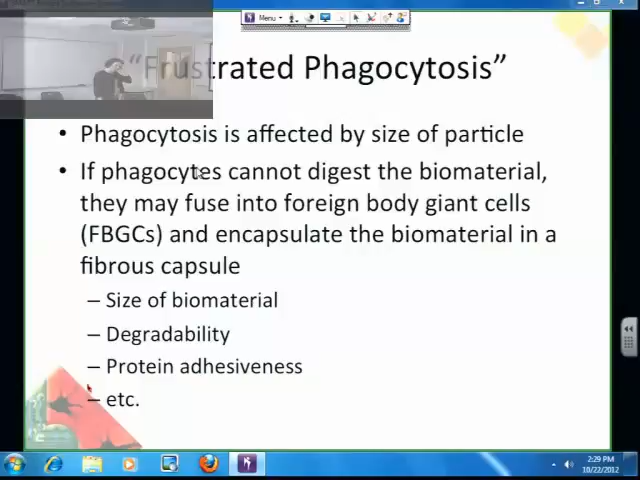 Menu
"Frustrated Phagocytosis"
• Phagocytosis is affected by size of particle
• If phagocytes cannot digest the biomaterial,
they may fuse into foreign body giant cells
(FBGCs) and encapsulate the biomaterial in a
fibrous capsule
– Size of biomaterial
– Degradability
– Protein adhesiveness
– etc.
2:29 PM
10/22/2012